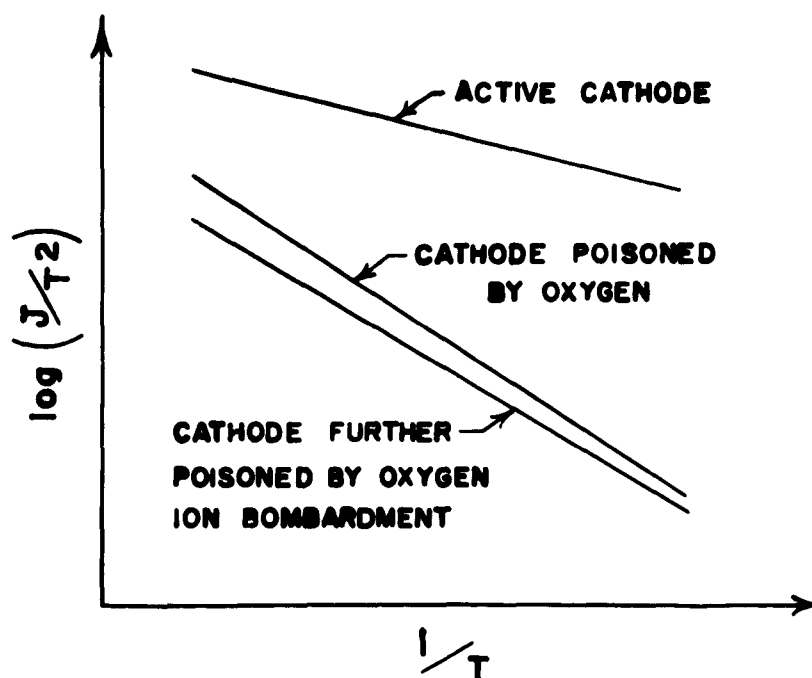 ACTIVE CATHODE
CATHODE POISONED
BY OXYGEN
log (J/T2)
CATHODE FURTHER
POISONED BY OXYGEN
ION BOMBARDMENT
1/T